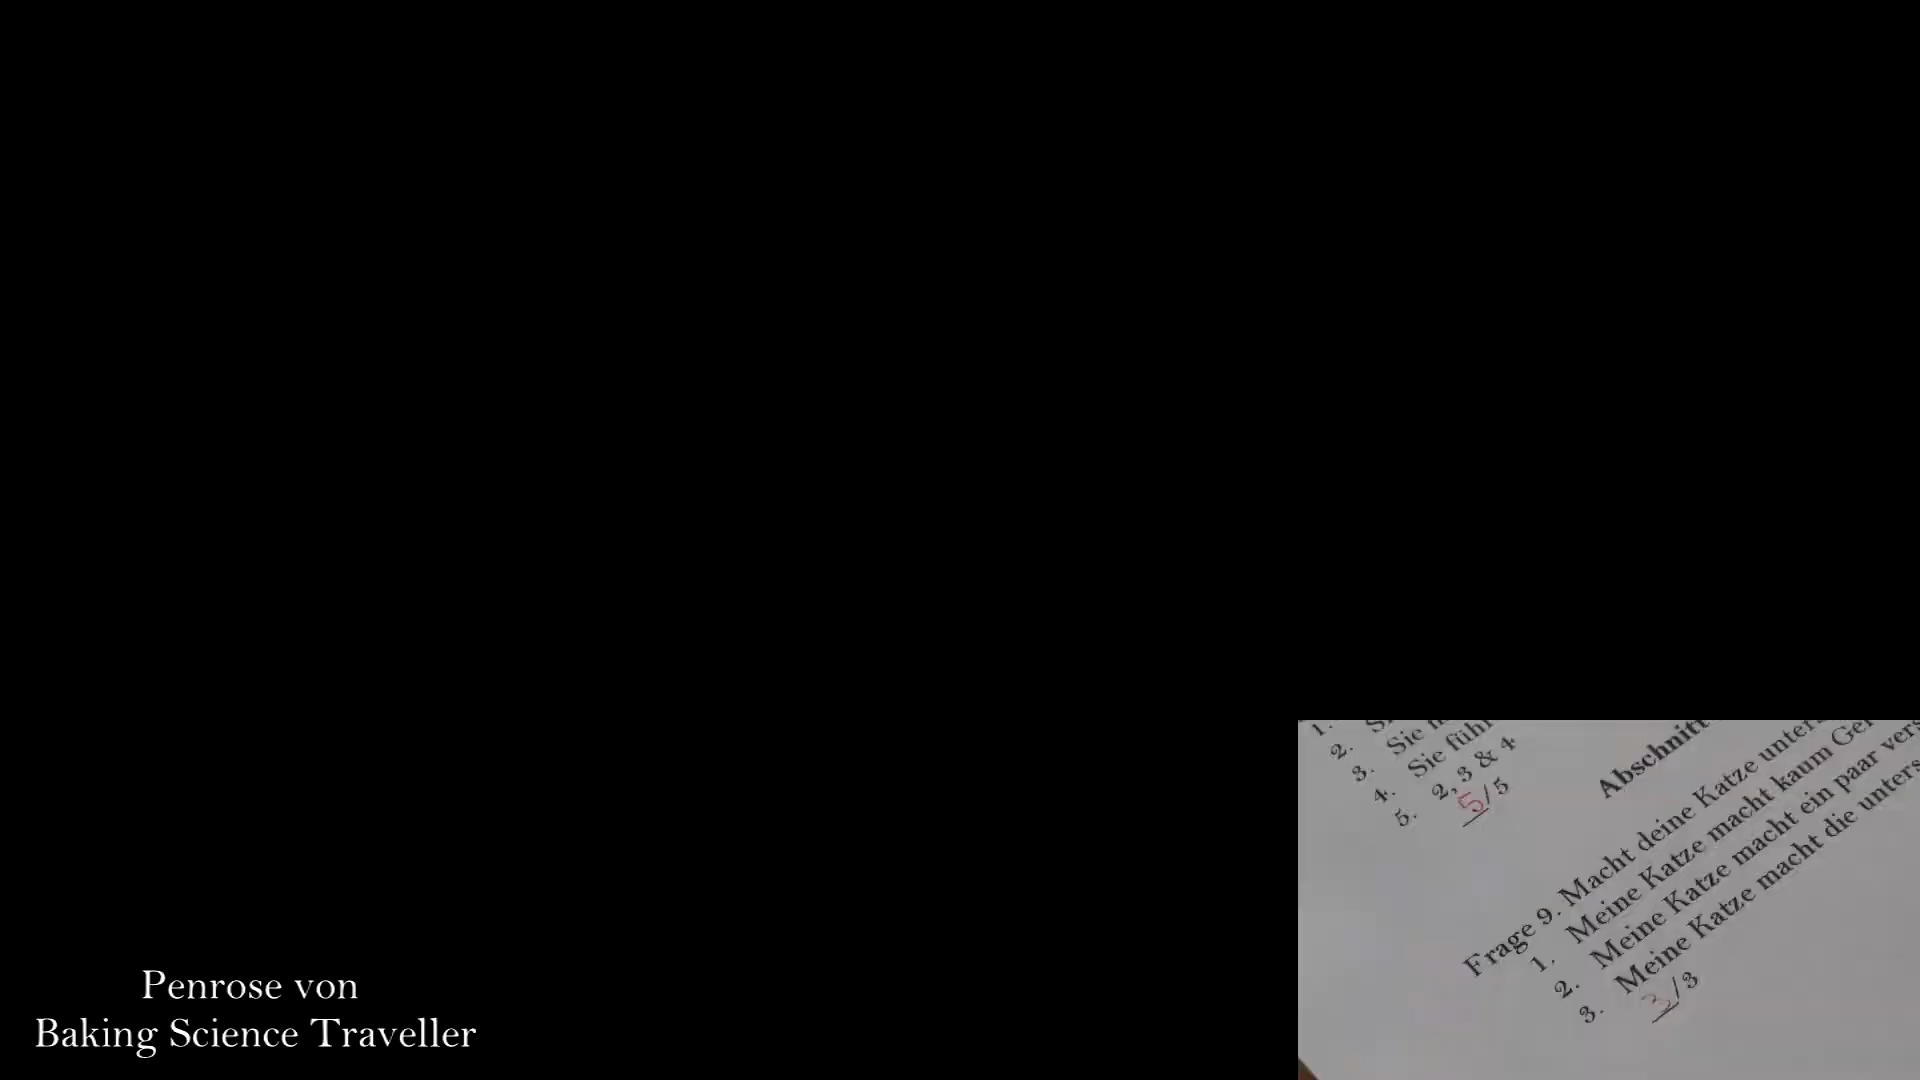 Penrose von
Baking Science Traveller
1.
2.
3. Sie
4. Sie
5. 2, 3 & 4
5/5
Abschnitt
Frage 9. Macht deine Katze
1. Meine Katze macht kaum
2. Meine Katze macht ein paar
3. Meine Katze macht die
3/3